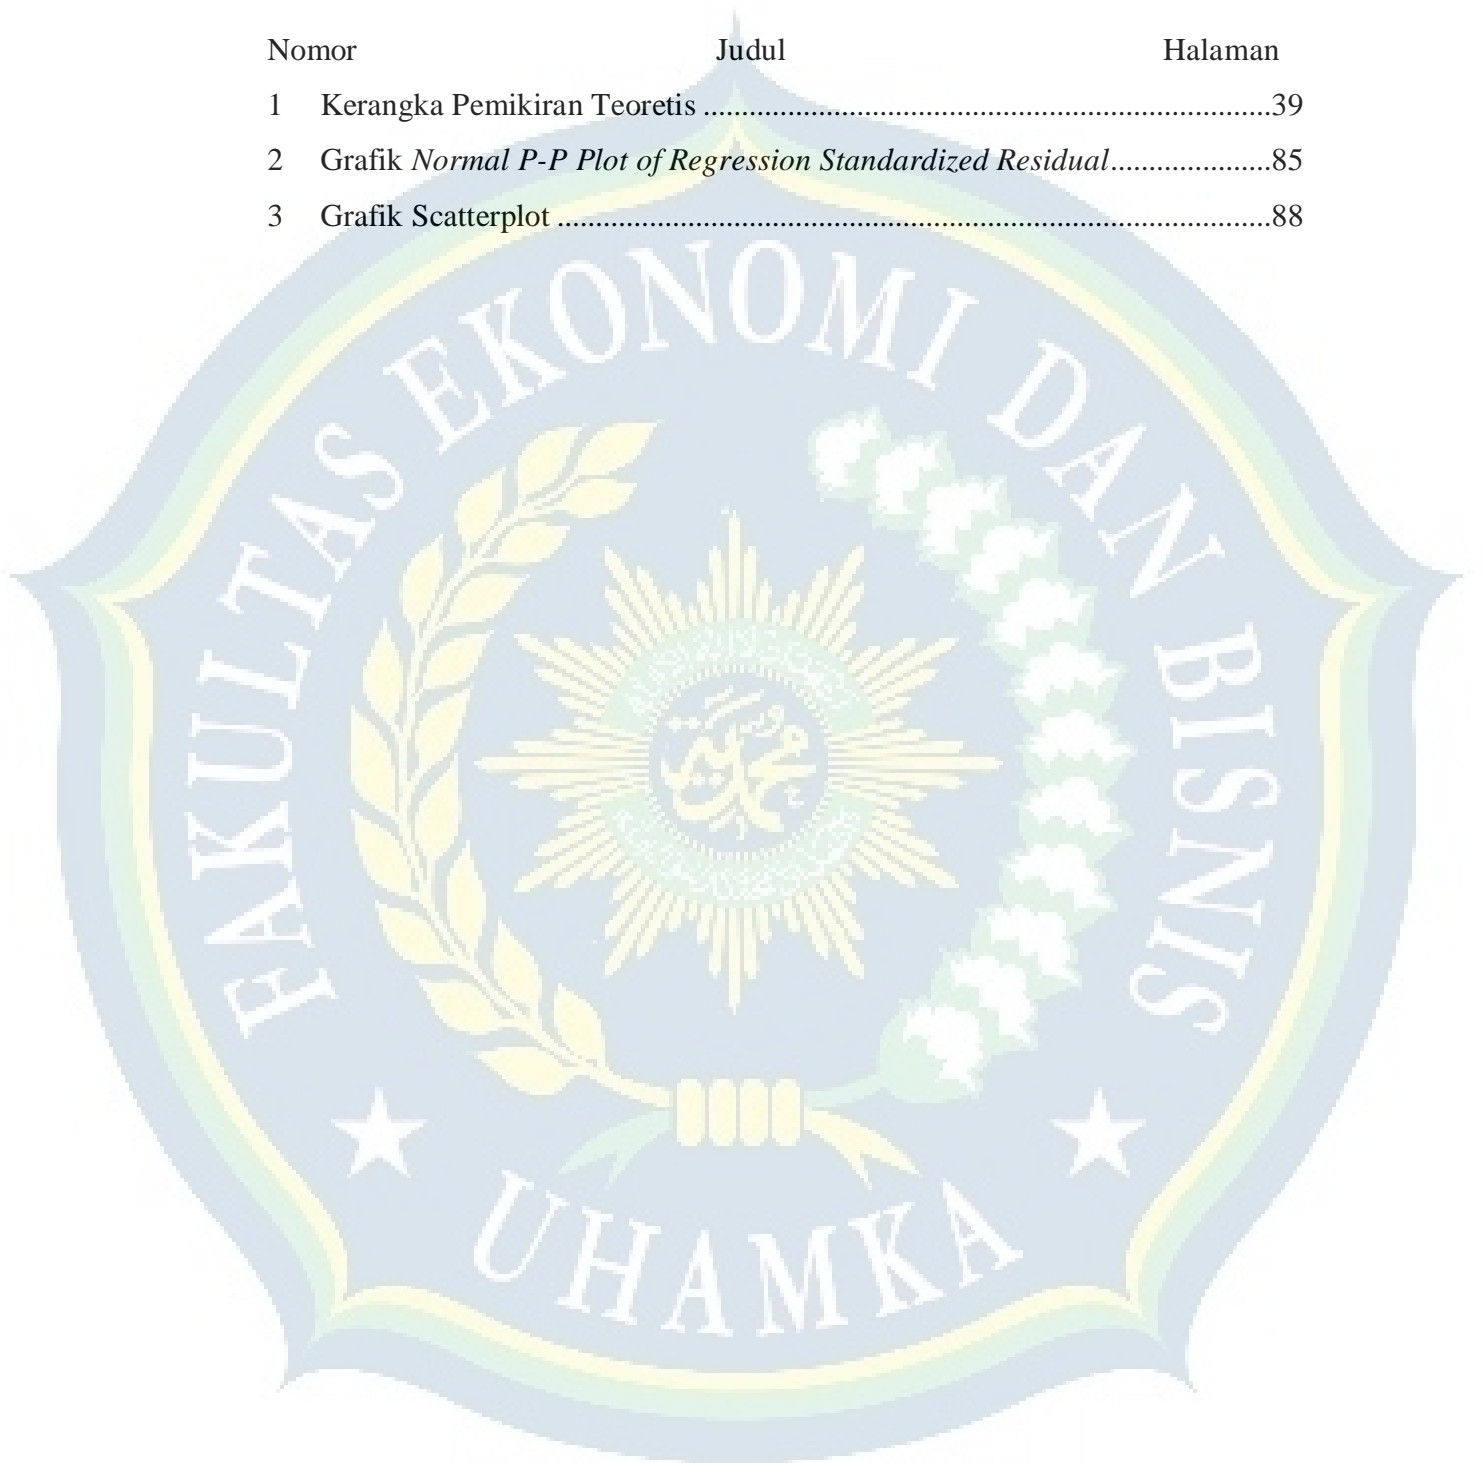 Nomor Judul Halaman
1 Kerangka Pemikiran Teoretis ........................................................................39
2 Grafik Normal P-P Plot of Regression Standardized Residual....................85
3 Grafik Scatterplot ..........................................................................................88
FAKULTAS EKONOMI DAN BISNIS
محمدية
UHAMKA